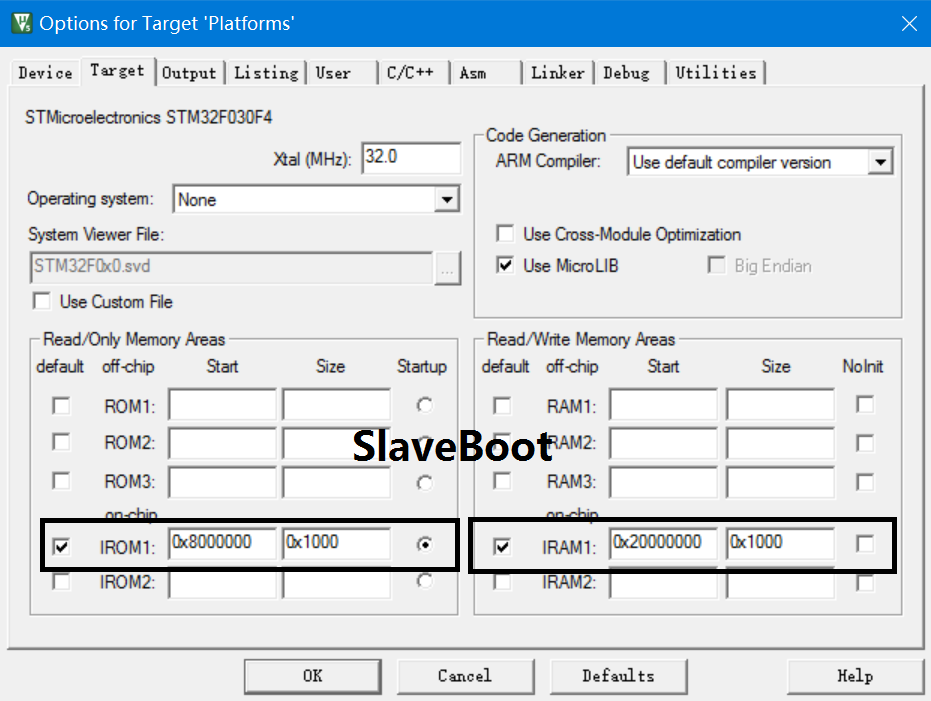 Options for Target 'Platforms'
Device Target Output Listing User C/C++ Asm Linker Debug Utilities
STMicroelectronics STM32F030F4
Xtal (MHz): 32.0
Operating system: None
System Viewer File:
STM32F0x0.svd ...
Use Custom File
Code Generation
ARM Compiler: Use default compiler version
Use Cross-Module Optimization
Use MicroLIB Big Endian
Read/Only Memory Areas
default off-chip Start Size Startup
ROM1:
ROM2:
ROM3:
on-chip
IROM1: 0x8000000 0x1000
IROM2:
Read/Write Memory Areas
default off-chip Start Size NoInit
RAM1:
RAM2:
RAM3:
on-chip
IRAM1: 0x20000000 0x1000
IRAM2:
SlaveBoot
OK Cancel Defaults Help